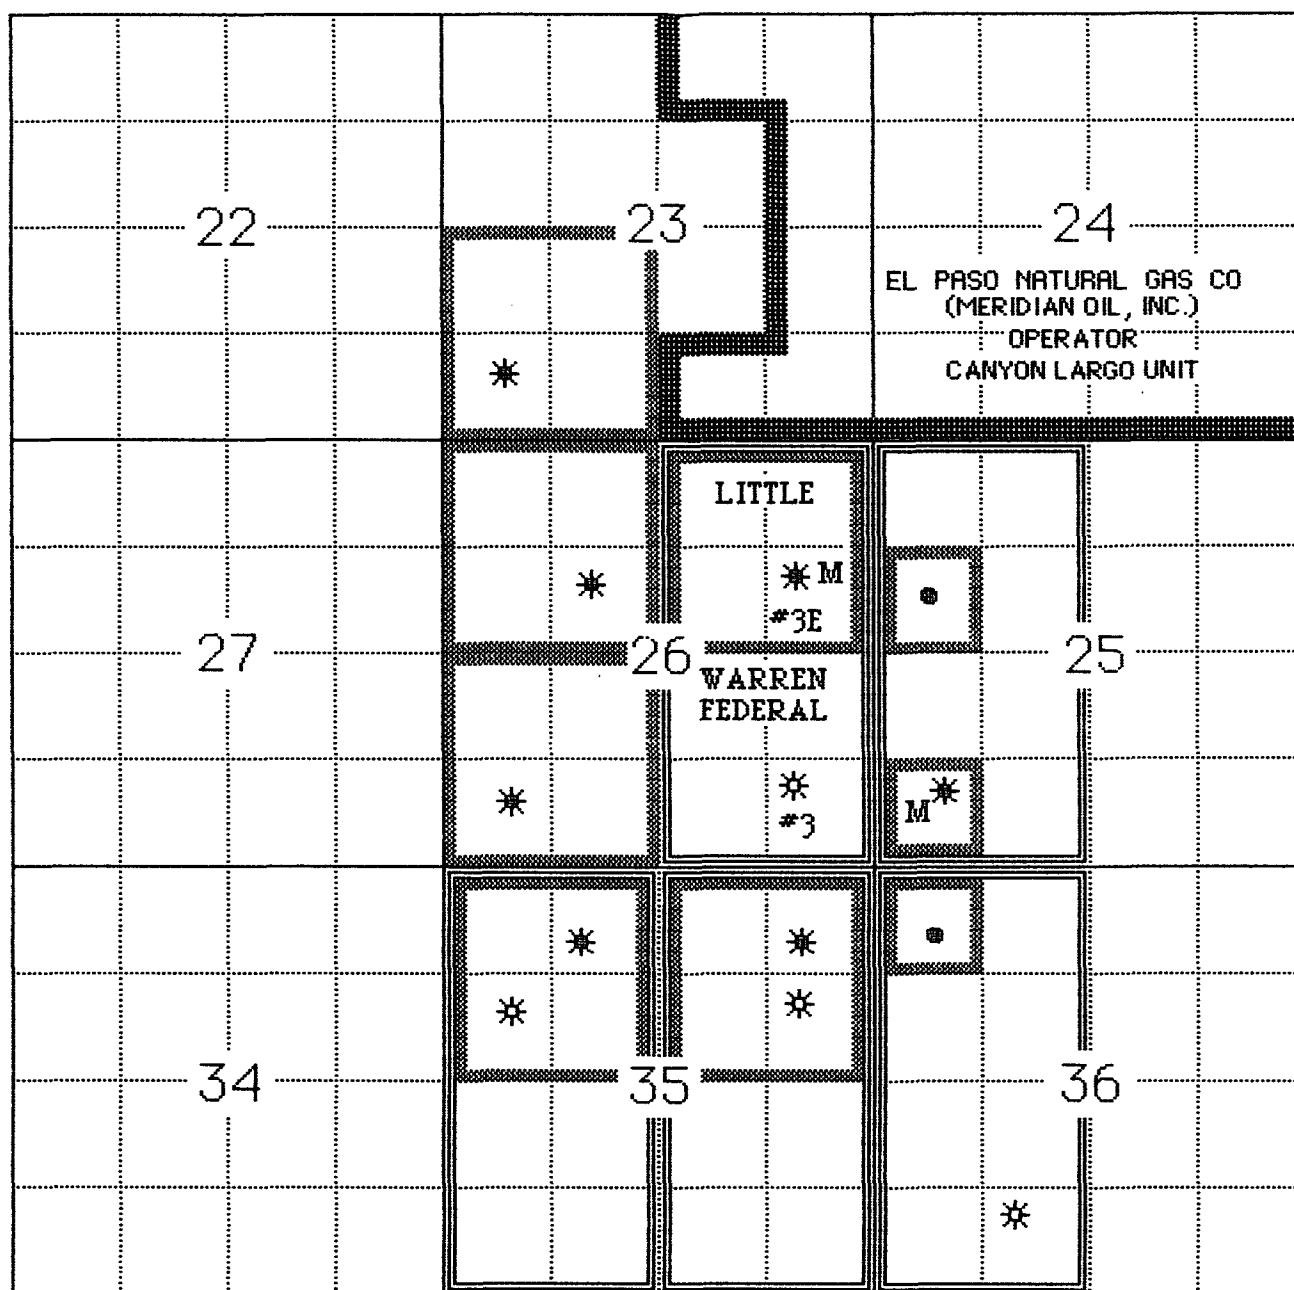 22
23
24
EL PASO NATURAL GAS CO
(MERIDIAN OIL, INC.)
OPERATOR
CANYON LARGO UNIT
LITTLE
M
#3E
27
26
25
WARREN
FEDERAL
#3
M
34
35
36